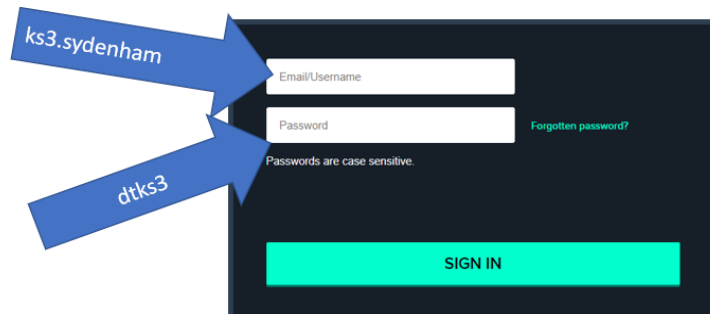 ks3.sydenham
Email/Username
Password
Forgotten password?
Passwords are case sensitive.
dtks3
SIGN IN